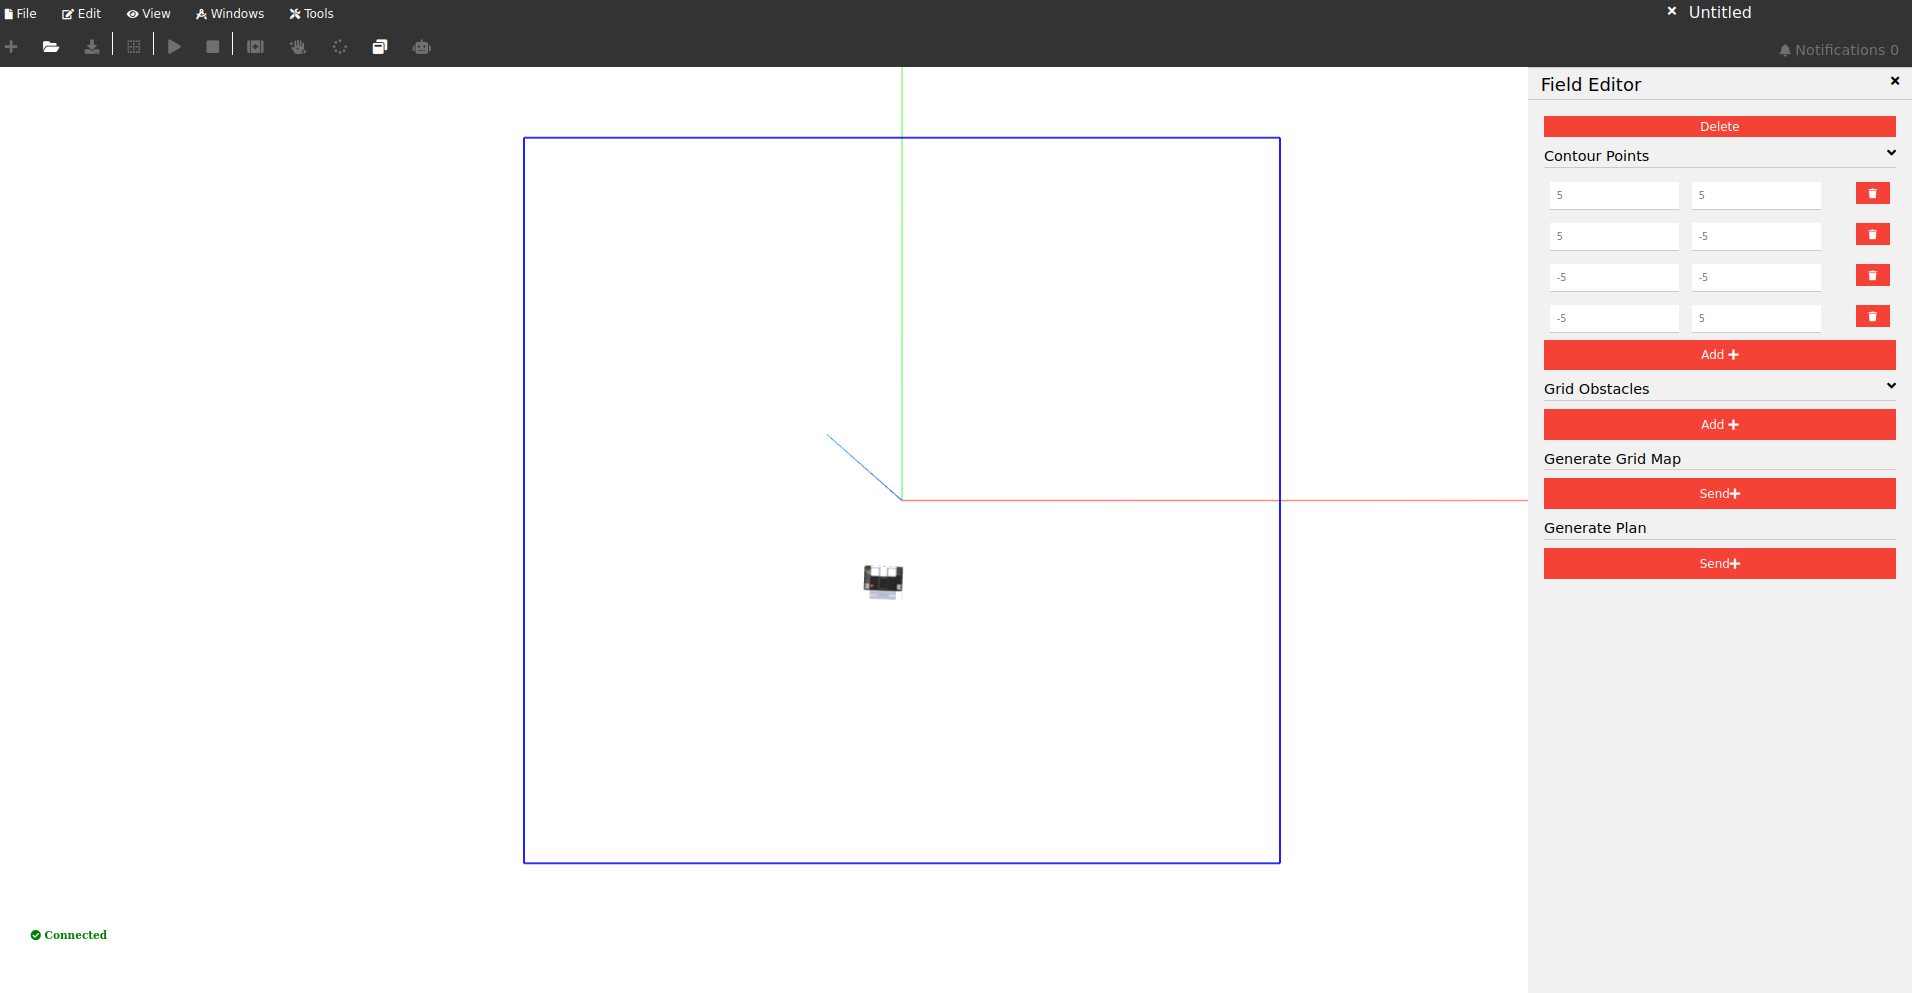 File Edit View Windows Tools
Untitled
Notifications 0
Field Editor
Delete
Contour Points
5 5
5 -5
-5 -5
-5 5
Add
Grid Obstacles
Add
Generate Grid Map
Send
Generate Plan
Send
Connected